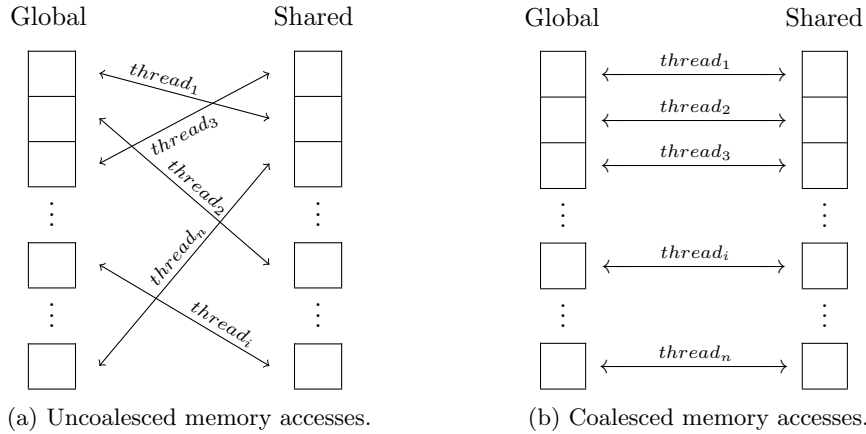 Global Shared
thread₁
thread₃
thread₂
threadₙ
threadᵢ
⋮ ⋮
⋮ ⋮
(a) Uncoalesced memory accesses.
Global Shared
thread₁
thread₂
thread₃
⋮ ⋮
threadᵢ
⋮ ⋮
threadₙ
(b) Coalesced memory accesses.